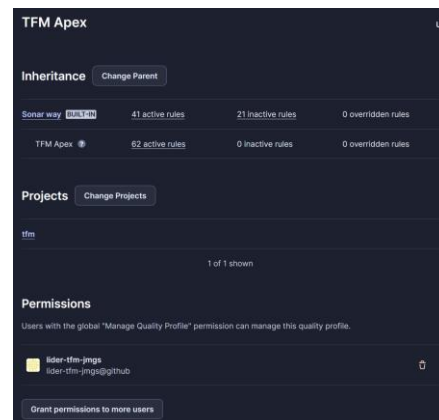 TFM Apex
Inheritance Change Parent
Sonar way BUILT-IN 41 active rules 21 inactive rules 0 overridden rules
TFM Apex ? 62 active rules 0 inactive rules 0 overridden rules
Projects Change Projects
tfm
1 of 1 shown
Permissions
Users with the global "Manage Quality Profile" permission can manage this quality profile.
lider-tfm-jmgs
lider-tfm-jmgs@github
Grant permissions to more users